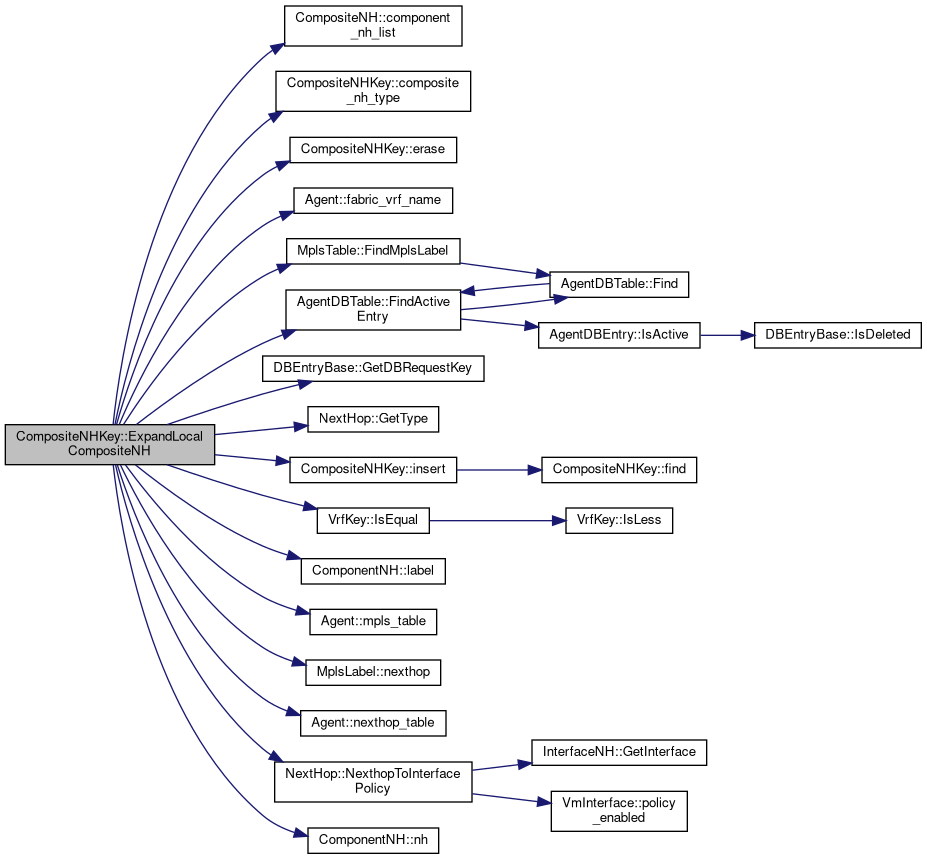 CompositeNH::component
_nh_list
CompositeNHKey::composite
_nh_type
CompositeNHKey::erase
Agent::fabric_vrf_name
MplsTable::FindMplsLabel
AgentDBTable::Find
AgentDBTable::FindActive
Entry
AgentDBEntry::IsActive
DBEntryBase::IsDeleted
DBEntryBase::GetDBRequestKey
NextHop::GetType
CompositeNHKey::ExpandLocal
CompositeNH
CompositeNHKey::insert
CompositeNHKey::find
VrfKey::IsEqual
VrfKey::IsLess
ComponentNH::label
Agent::mpls_table
MplsLabel::nexthop
Agent::nexthop_table
InterfaceNH::GetInterface
NextHop::NexthopToInterface
Policy
VmInterface::policy
_enabled
ComponentNH::nh